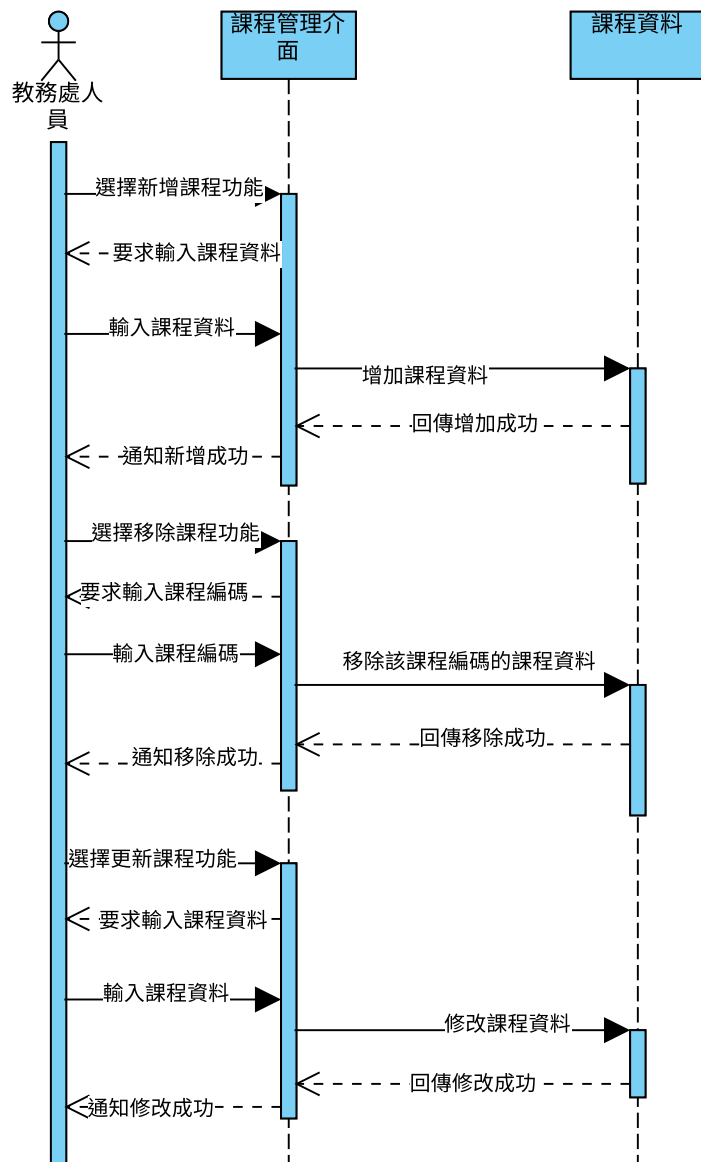 教務處人
員
課程管理介
面
課程資料
選擇新增課程功能
要求輸入課程資料
輸入課程資料
增加課程資料
回傳增加成功
通知新增成功
選擇移除課程功能
要求輸入課程編碼
輸入課程編碼
移除該課程編碼的課程資料
回傳移除成功
通知移除成功
選擇更新課程功能
要求輸入課程資料
輸入課程資料
修改課程資料
回傳修改成功
通知修改成功